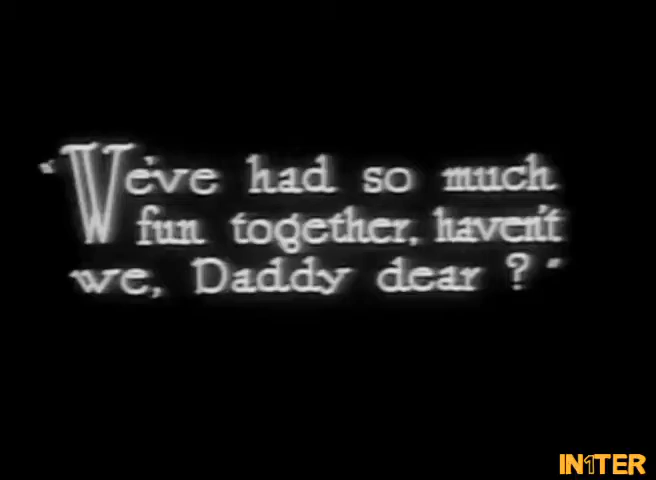 "We've had so much
fun together, haven't
we, Daddy dear?"
IN1TER